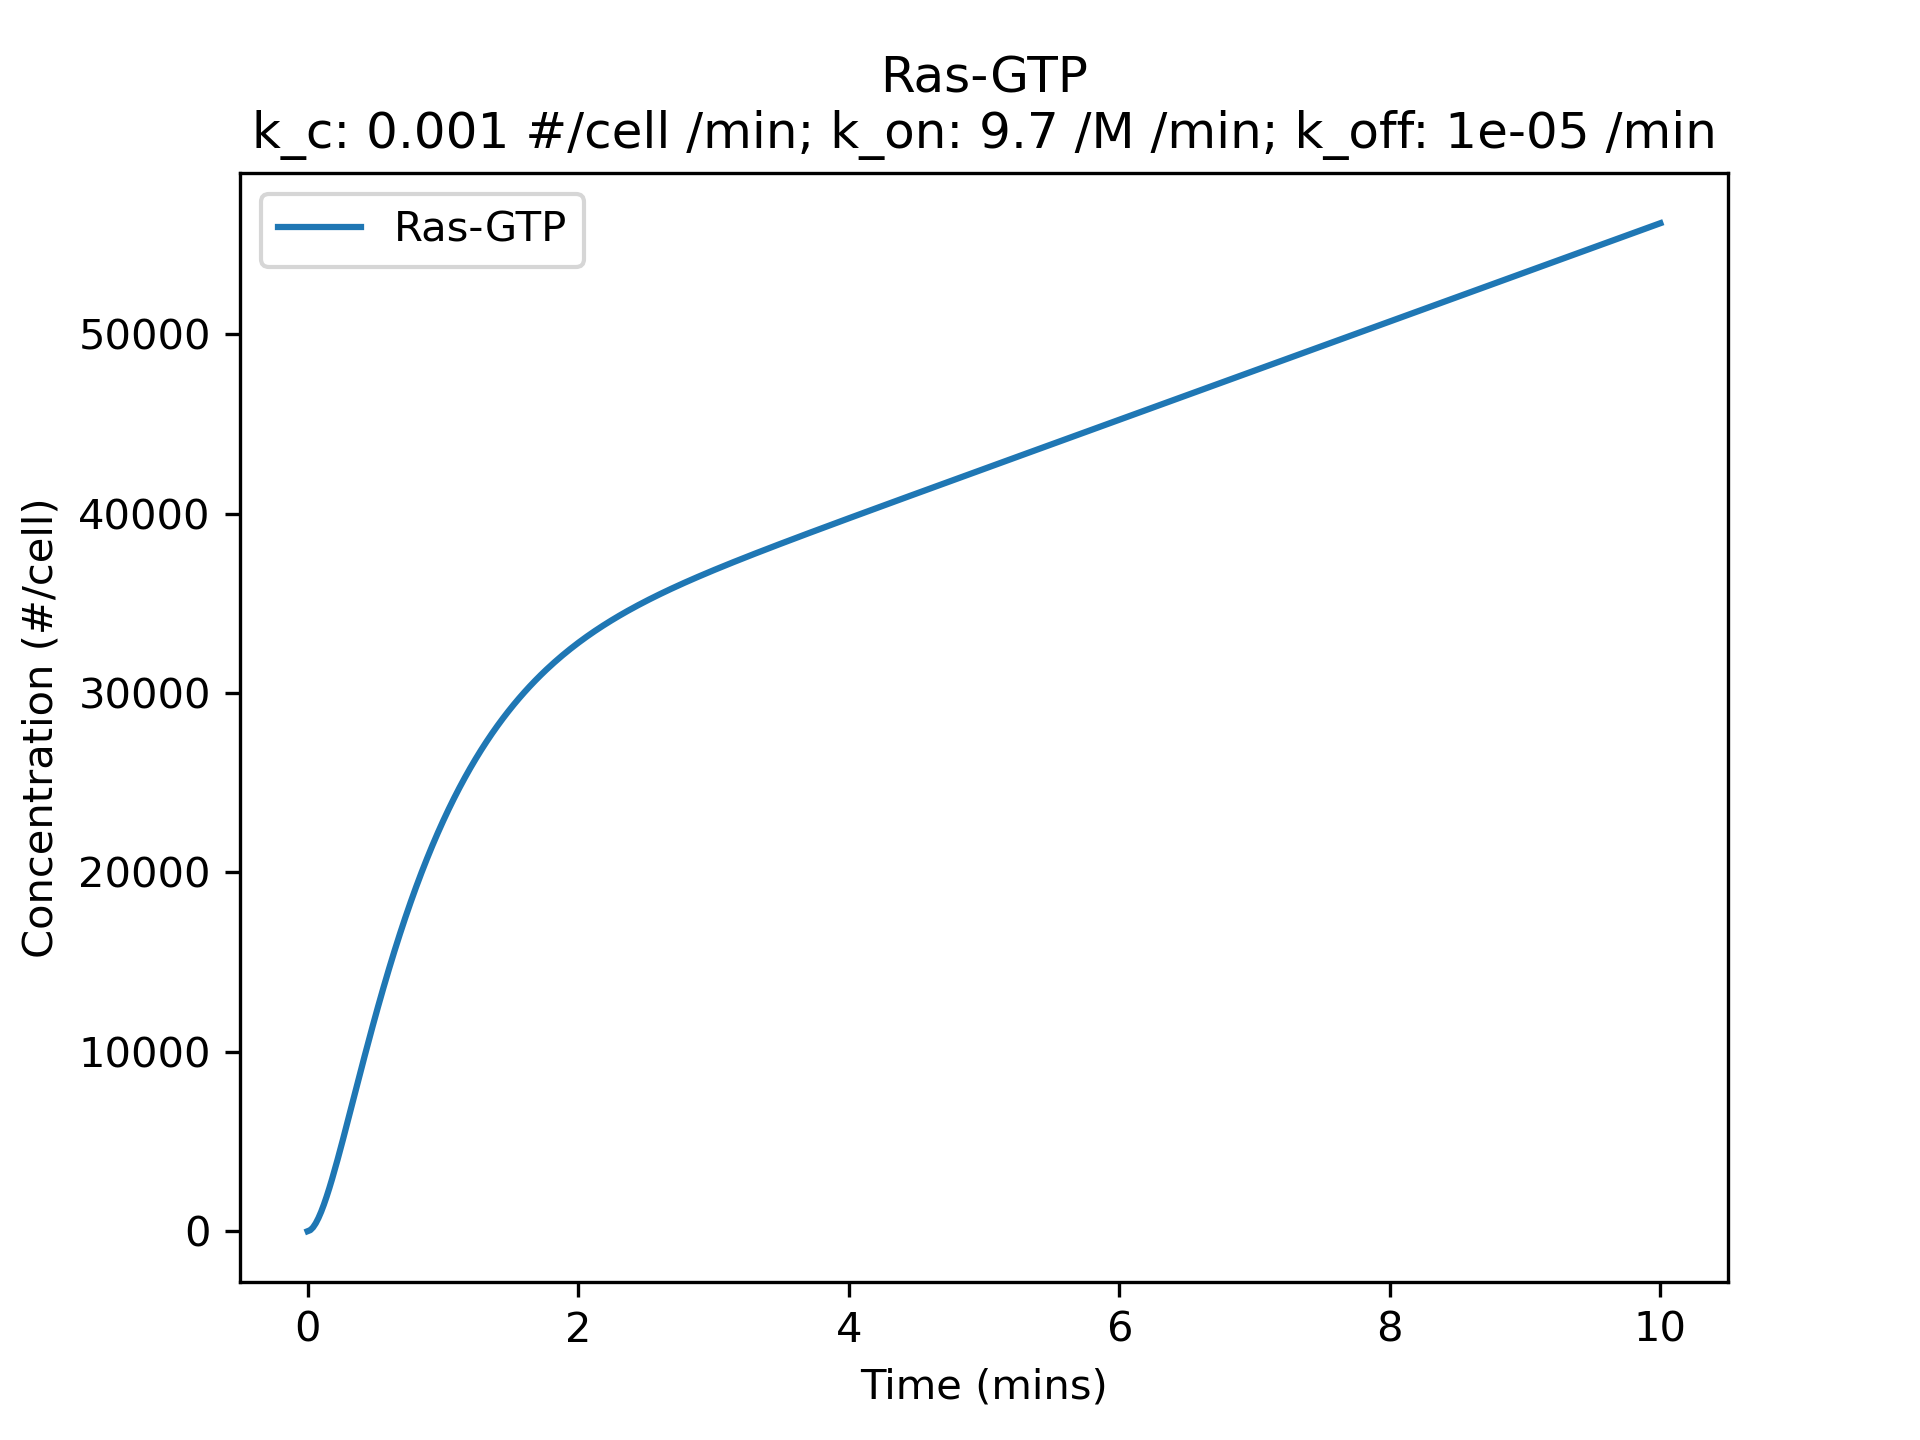 Ras-GTP
k_c: 0.001 #/cell /min; k_on: 9.7 /M /min; k_off: 1e-05 /min
Ras-GTP
Concentration (#/cell)
50000
40000
30000
20000
10000
0
0 2 4 6 8 10
Time (mins)